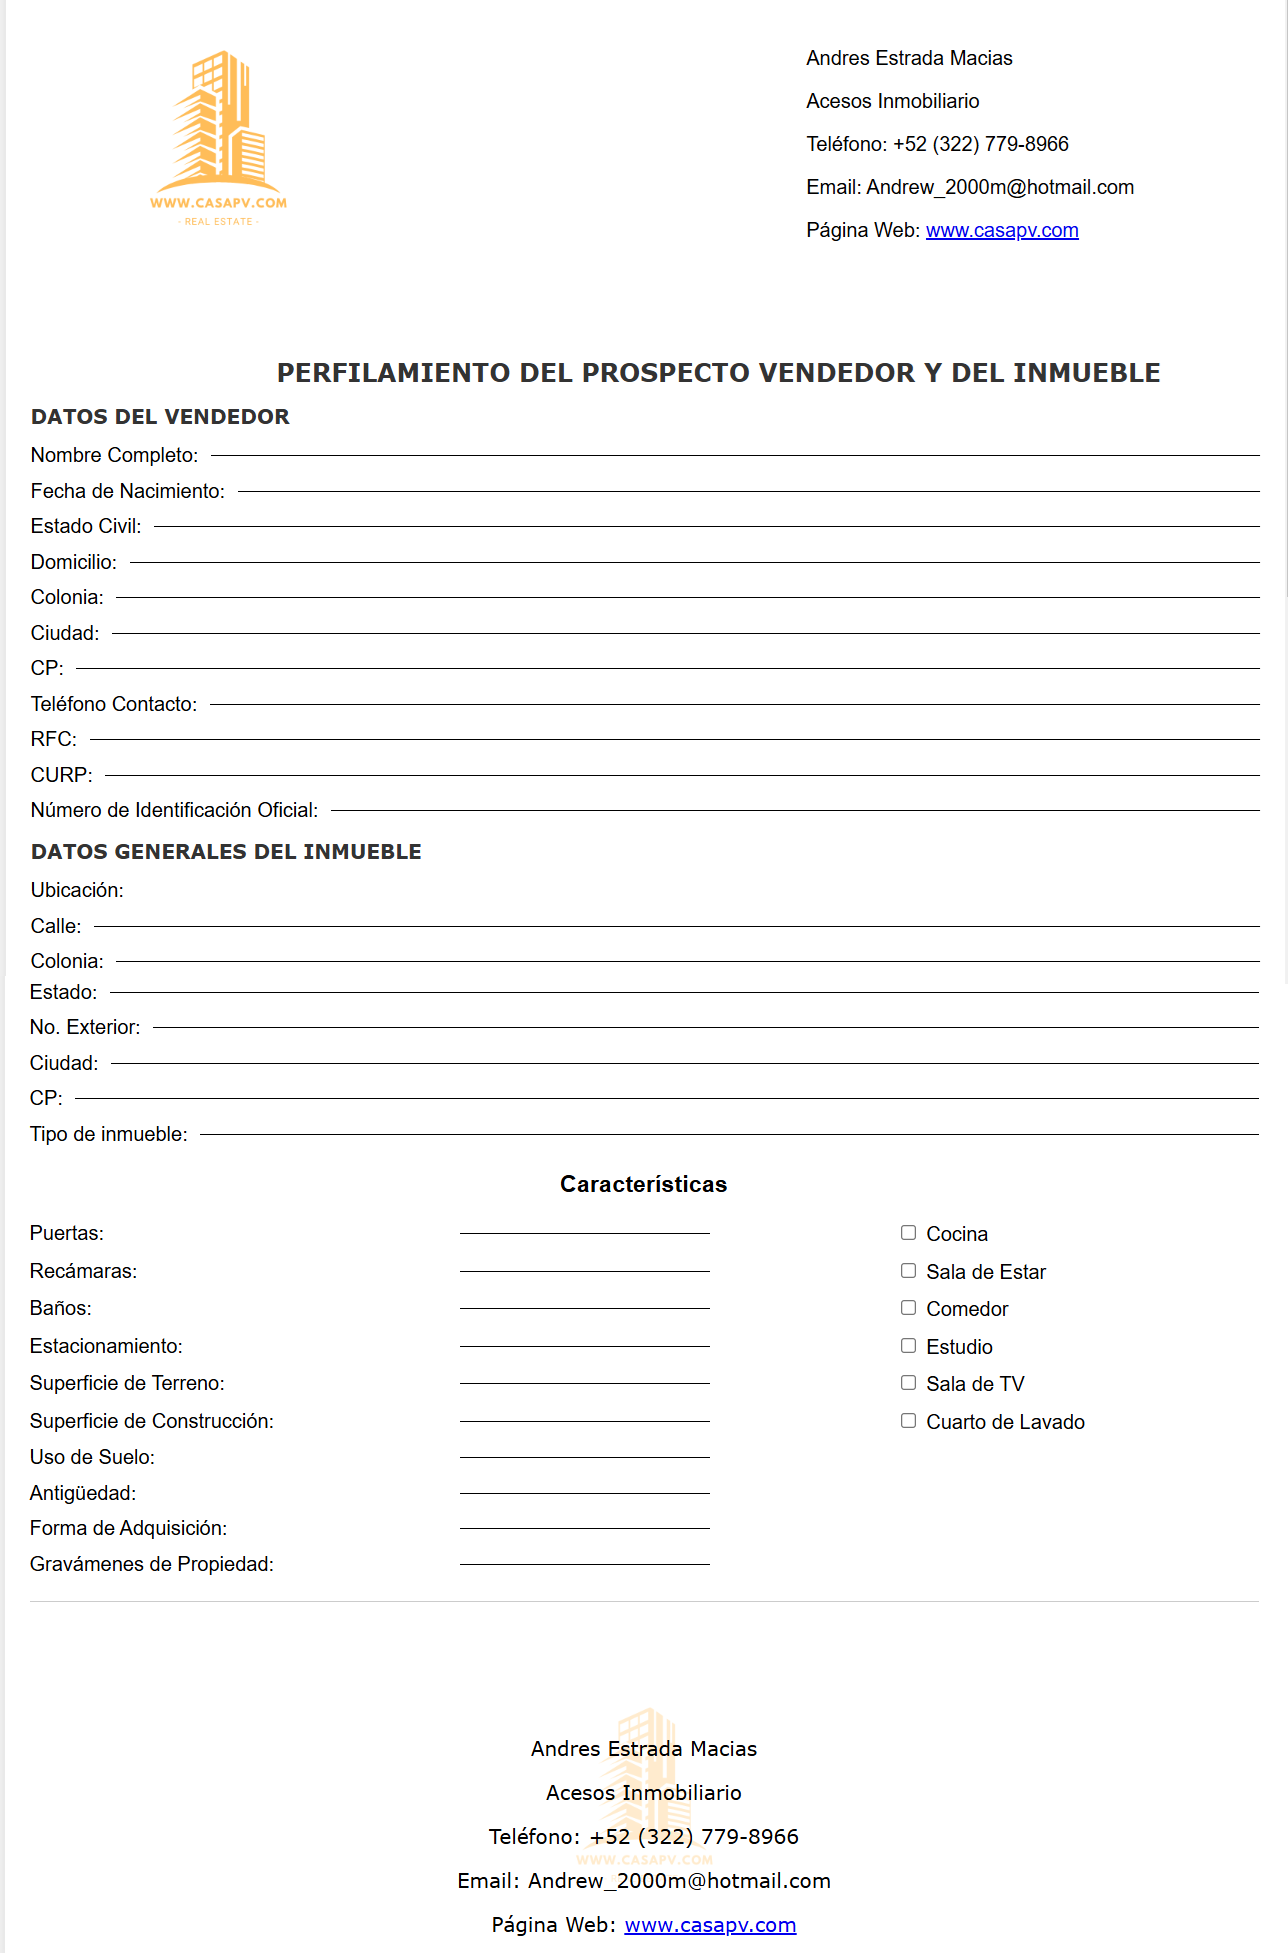 WWW.CASAPV.COM
- REAL ESTATE -
Andres Estrada Macias
Acesos Inmobiliario
Teléfono: +52 (322) 779-8966
Email: Andrew_2000m@hotmail.com
Página Web: www.casapv.com
PERFILAMIENTO DEL PROSPECTO VENDEDOR Y DEL INMUEBLE
DATOS DEL VENDEDOR
Nombre Completo:
Fecha de Nacimiento:
Estado Civil:
Domicilio:
Colonia:
Ciudad:
CP:
Teléfono Contacto:
RFC:
CURP:
Número de Identificación Oficial:
DATOS GENERALES DEL INMUEBLE
Ubicación:
Calle:
Colonia:
Estado:
No. Exterior:
Ciudad:
CP:
Tipo de inmueble:
Características
Puertas:
Recámaras:
Baños:
Estacionamiento:
Superficie de Terreno:
Superficie de Construcción:
Uso de Suelo:
Antigüedad:
Forma de Adquisición:
Gravámenes de Propiedad:
Cocina
Sala de Estar
Comedor
Estudio
Sala de TV
Cuarto de Lavado
Andres Estrada Macias
Acesos Inmobiliario
Teléfono: +52 (322) 779-8966
WWW.CASAPV.COM
Email: Andrew_2000m@hotmail.com
Página Web: www.casapv.com